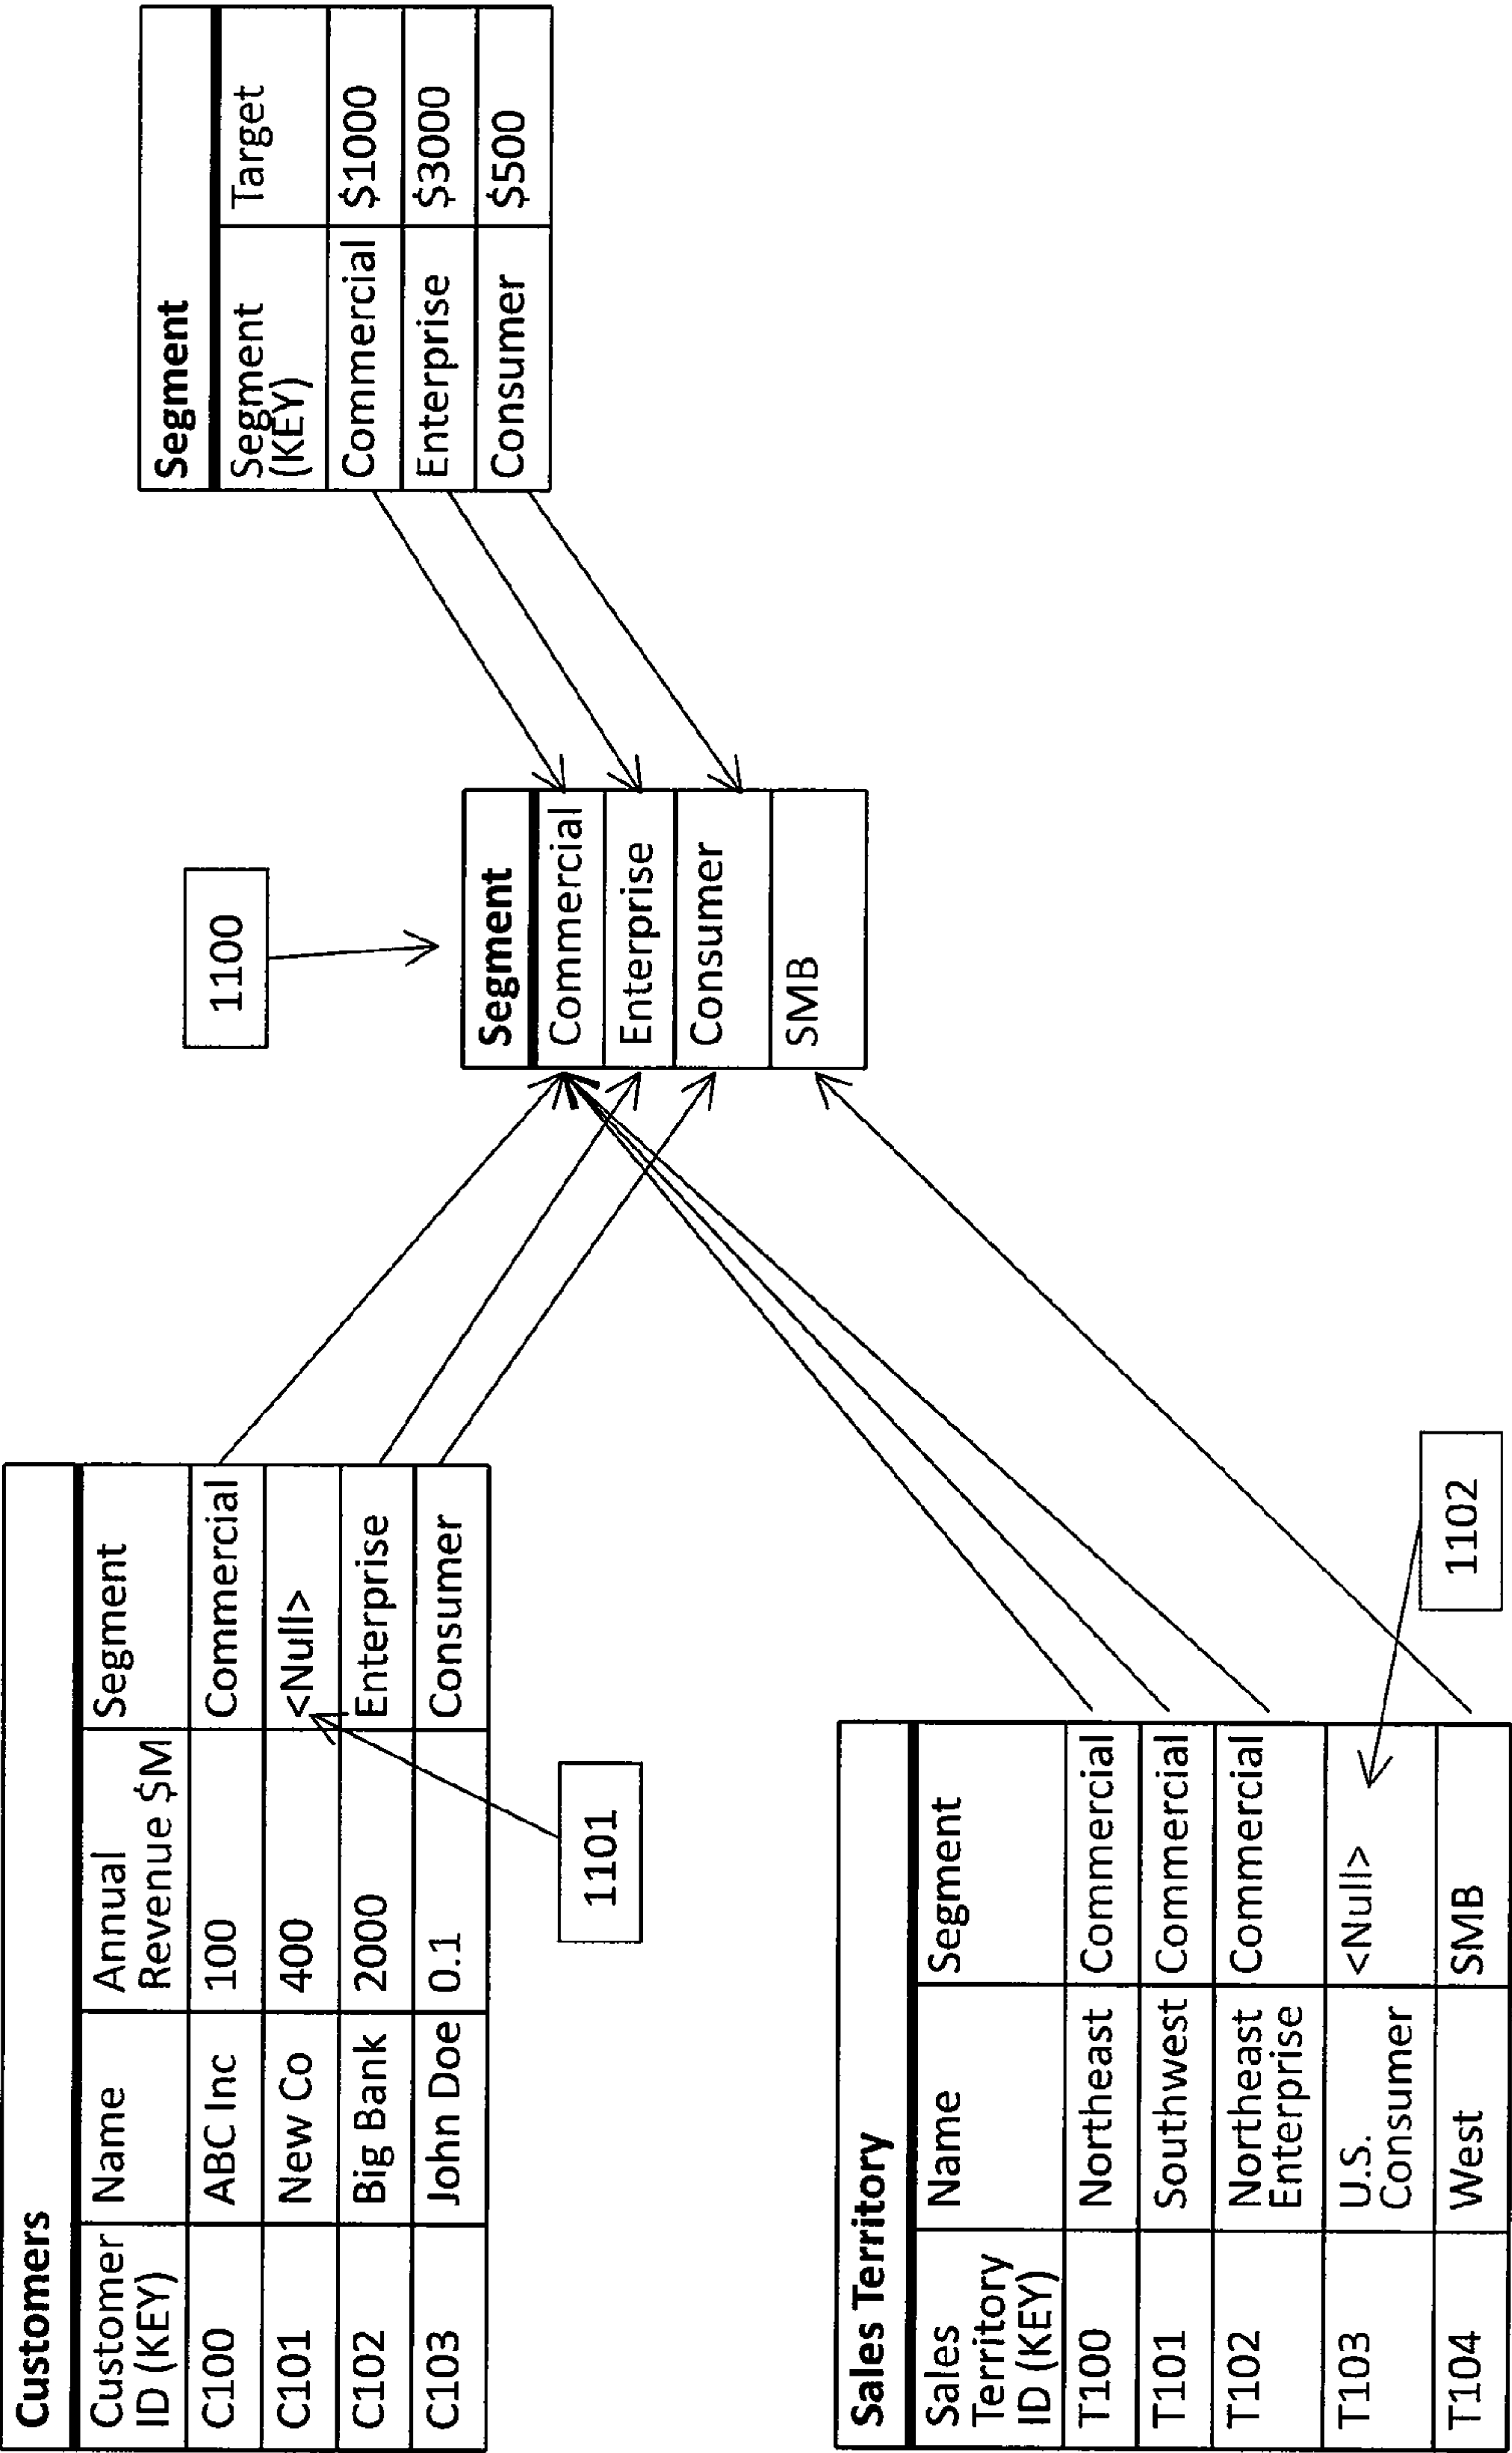 Customers
Customer ID (KEY) Name Annual Revenue $M Segment
C100 ABC Inc 100 Commercial
C101 New Co 400 <Null>
C102 Big Bank 2000 Enterprise
C103 John Doe 0.1 Consumer
1101
1100
Segment
Commercial
Enterprise
Consumer
SMB
Segment
Segment (KEY) Target
Commercial $1000
Enterprise $3000
Consumer $500
Sales Territory
Sales Territory ID (KEY) Name Segment
T100 Northeast Commercial
T101 Southwest Commercial
T102 Northeast Enterprise Commercial
T103 U.S. Consumer <Null>
T104 West SMB
1102